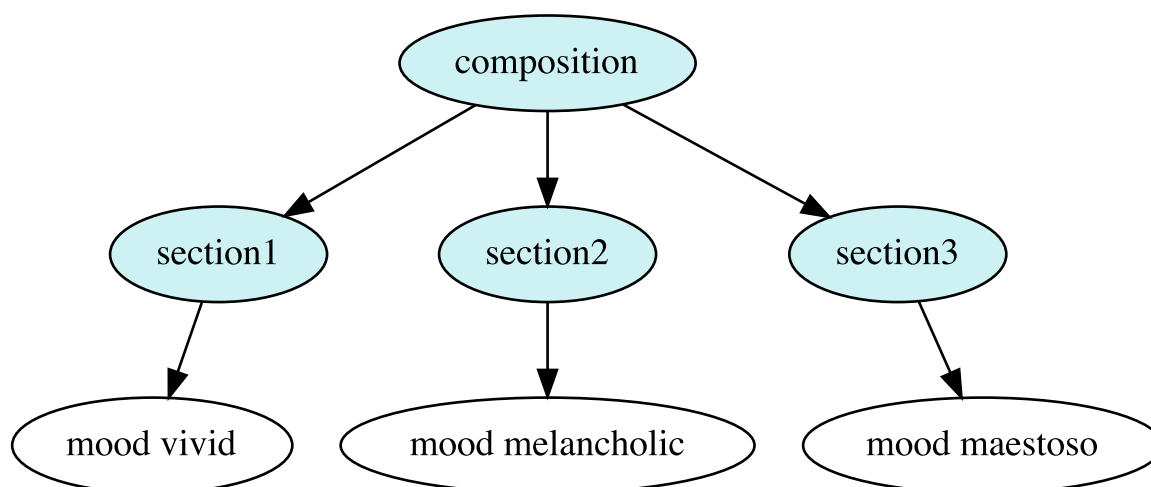 composition
section1
section2
section3
mood vivid
mood melancholic
mood maestoso